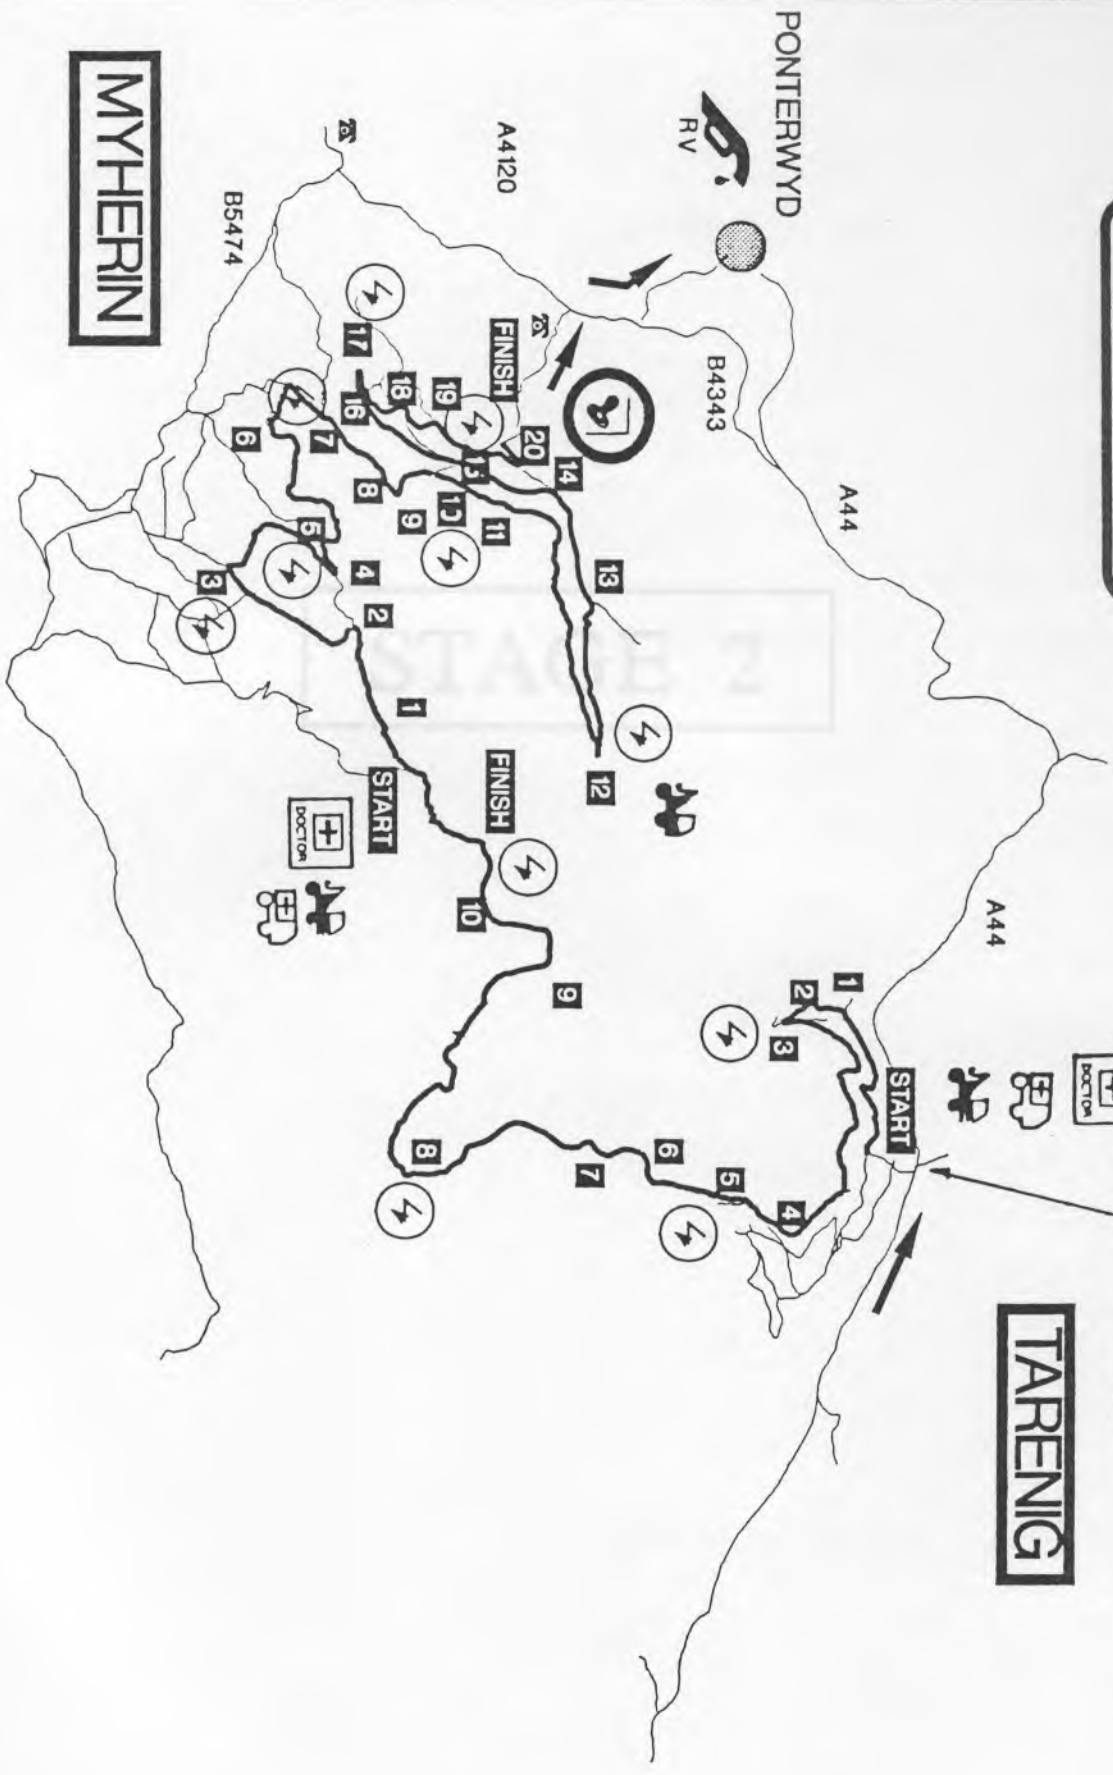 PONTERWYD
RV
A4120
B4343
A44
A44
MYHERIN
B5474
FINISH
START
1
2
3
4
5
6
7
8
9
10
11
12
13
14
15
16
17
18
19
20
DOCTOR
STAGE 2
TARENIG
START
1
2
3
4
5
6
7
8
9
10
FINISH
DOCTOR